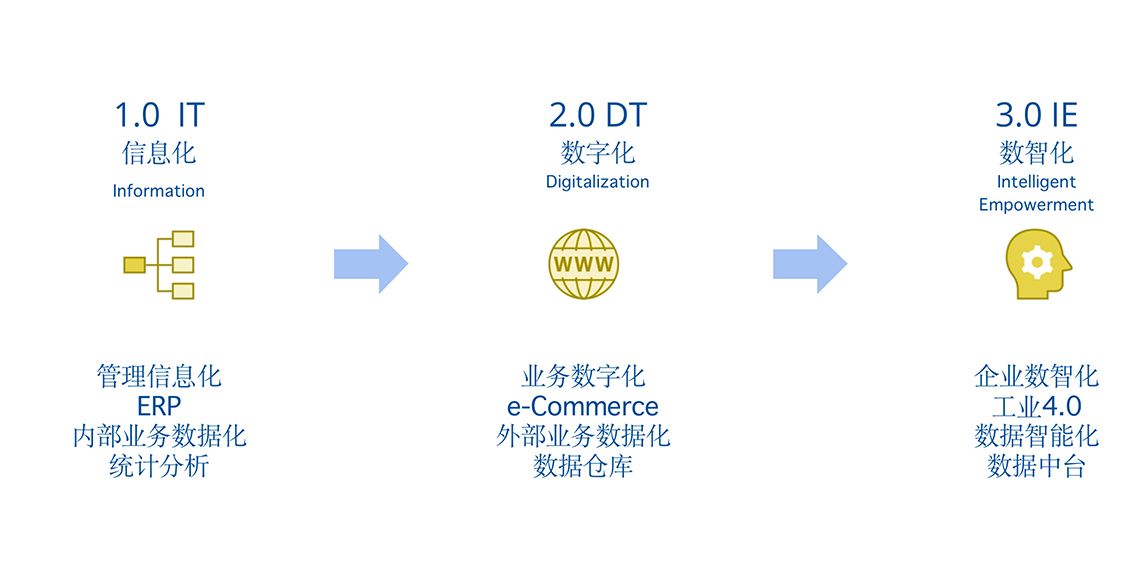 1.0 IT
信息化
Information
管理信息化
ERP
内部业务数据化
统计分析
2.0 DT
数字化
Digitalization
WWW
业务数字化
e-Commerce
外部业务数据化
数据仓库
3.0 IE
数智化
Intelligent
Empowerment
企业数智化
工业4.0
数据智能化
数据中台